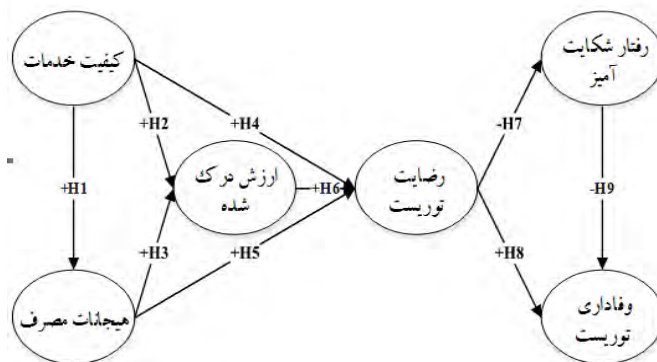 کیفیت خدمات
رفتار شکایت
آمیز
+H2
+H4
-H7
+H1
ارزش درک
شده
+H6
رضایت
توریست
-H9
+H3
+H5
+H8
هیجانات مصرف
وفاداری
توریست